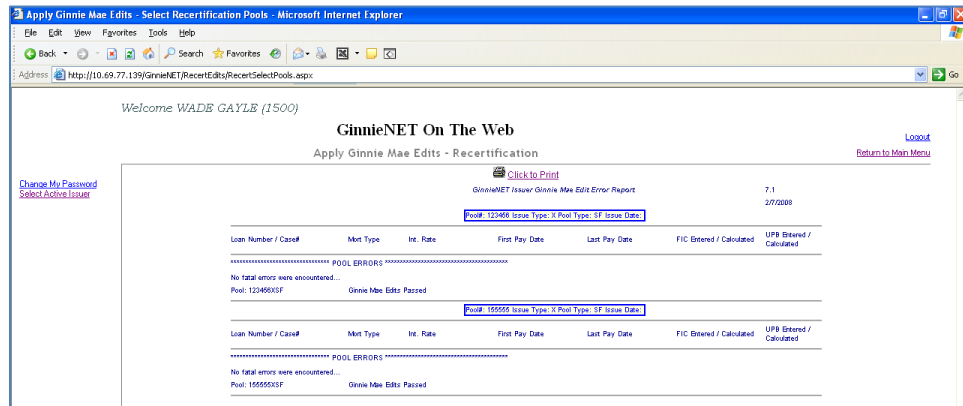 Apply Ginnie Mae Edits - Select Recertification Pools - Microsoft Internet Explorer
File Edit View Favorites Tools Help
Back Search Favorites
Address http://10.69.77.139/GinnieNET/RecertEdits/RecertSelectPools.aspx Go
Welcome WADE GAYLE (1500)
GinnieNET On The Web
Logout
Apply Ginnie Mae Edits - Recertification
Return to Main Menu
Click to Print
Change My Password
GinnieNET Issuer Ginnie Mae Edit Error Report 7.1
Select Active Issuer
2/7/2008
Pool#: 123456 Issue Type: X Pool Type: SF Issue Date:
Loan Number / Case# Mort Type Int. Rate First Pay Date Last Pay Date FIC Entered / Calculated UPB Entered / Calculated
******************************** POOL ERRORS ****************************************
No fatal errors were encountered...
Pool: 123456XSF Ginnie Mae Edits Passed
Pool#: 155555 Issue Type: X Pool Type: SF Issue Date:
Loan Number / Case# Mort Type Int. Rate First Pay Date Last Pay Date FIC Entered / Calculated UPB Entered / Calculated
******************************** POOL ERRORS ****************************************
No fatal errors were encountered...
Pool: 155555XSF Ginnie Mae Edits Passed